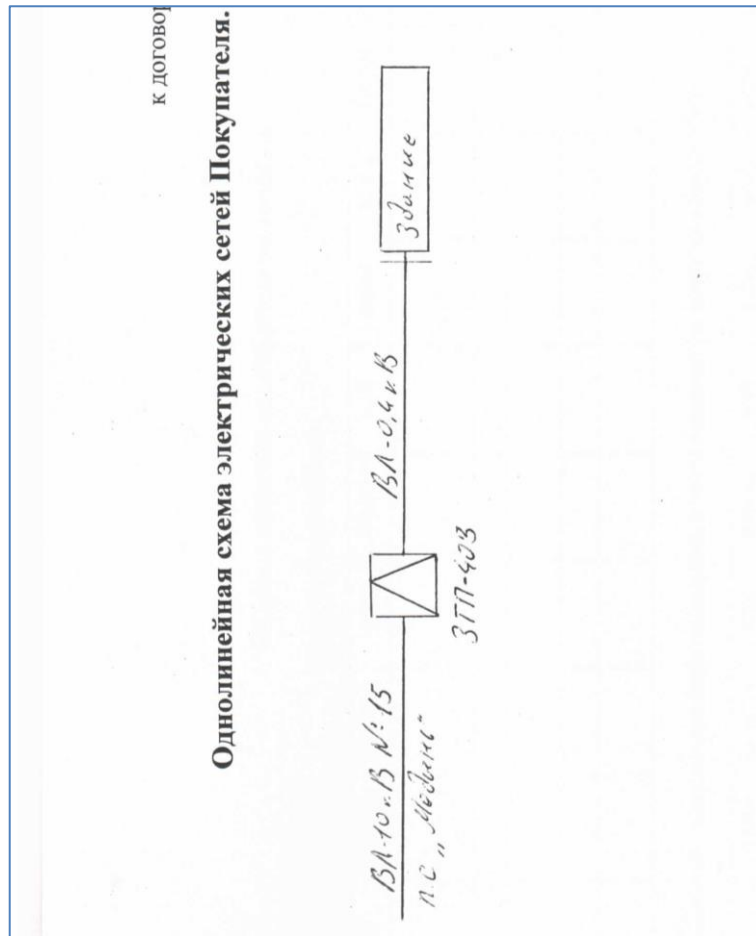 к договор
Однолинейная схема электрических сетей Покупателя.
ВЛ-10кВ №15
п.с „Медынь"
ЗТП-403
ВЛ-0,4кВ
здание